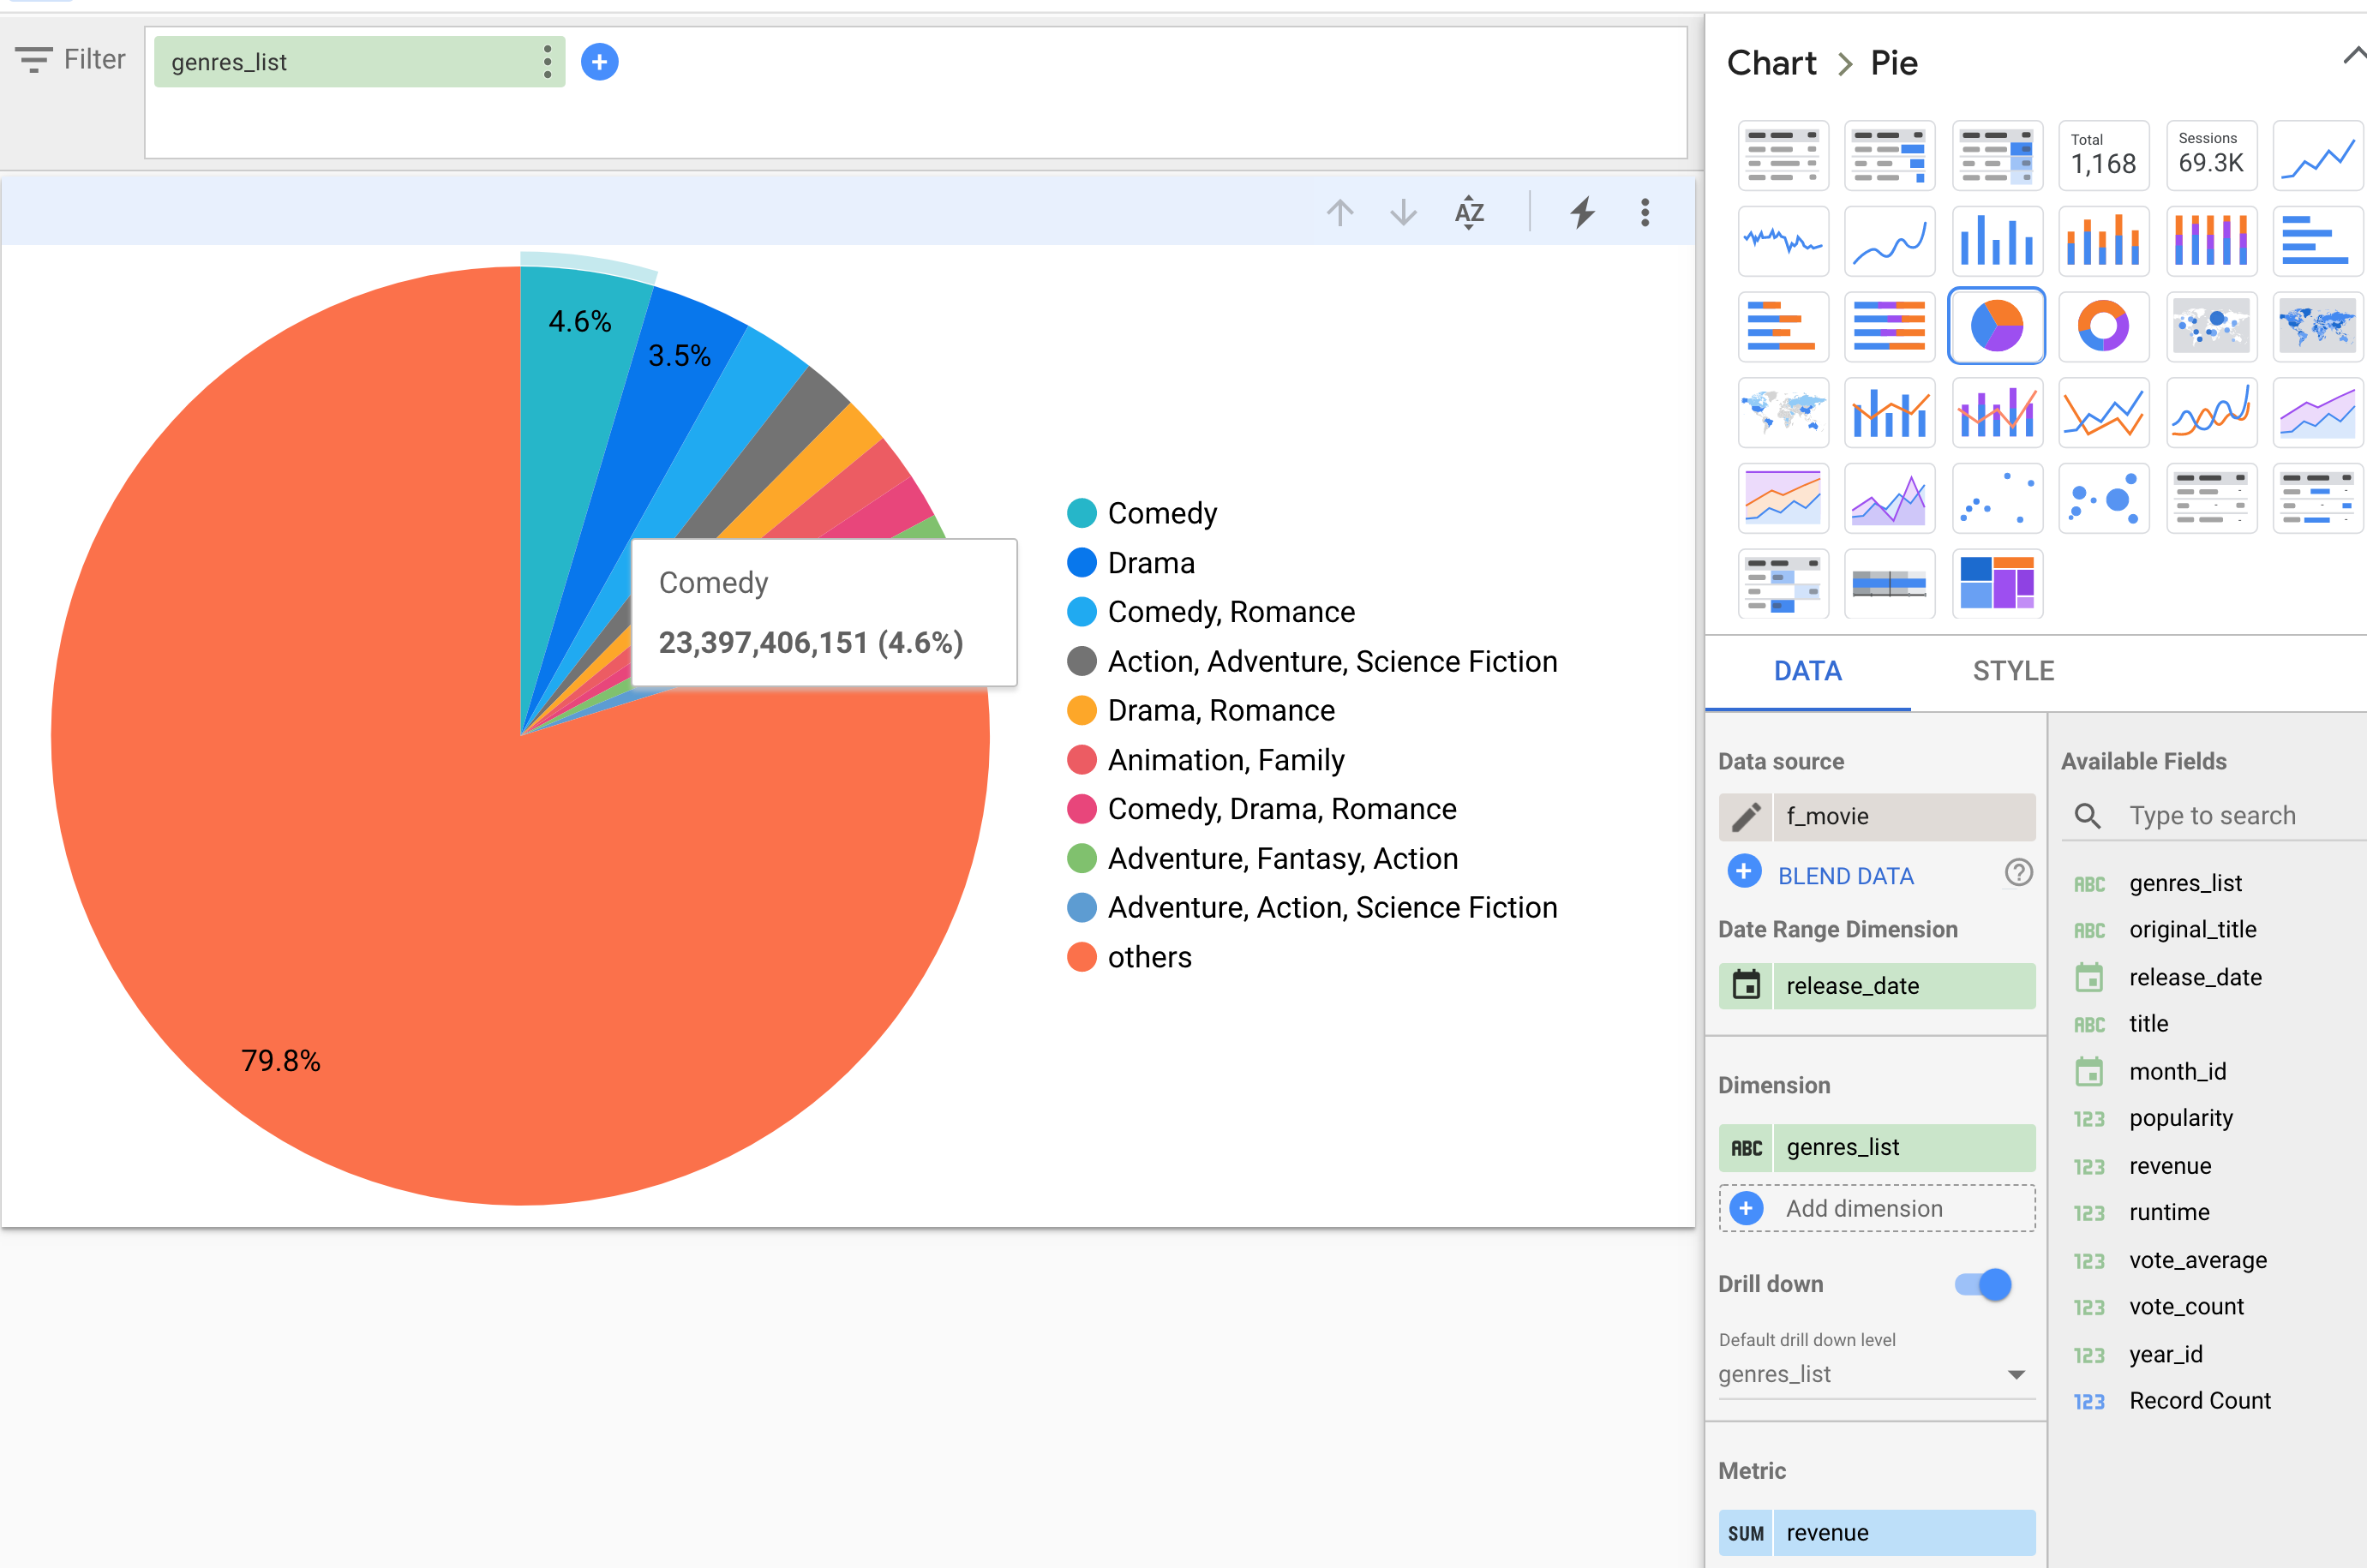 Filter
genres_list
Chart > Pie
Total
1,168
Sessions
69.3K
AZ
4.6%
3.5%
Comedy
23,397,406,151 (4.6%)
79.8%
Comedy
Drama
Comedy, Romance
Action, Adventure, Science Fiction
Drama, Romance
Animation, Family
Comedy, Drama, Romance
Adventure, Fantasy, Action
Adventure, Action, Science Fiction
others
DATA
STYLE
Data source
f_movie
BLEND DATA
Date Range Dimension
release_date
Dimension
ABC genres_list
Add dimension
Drill down
Default drill down level
genres_list
Metric
SUM revenue
Available Fields
Type to search
ABC genres_list
ABC original_title
release_date
ABC title
month_id
123 popularity
123 revenue
123 runtime
123 vote_average
123 vote_count
123 year_id
123 Record Count